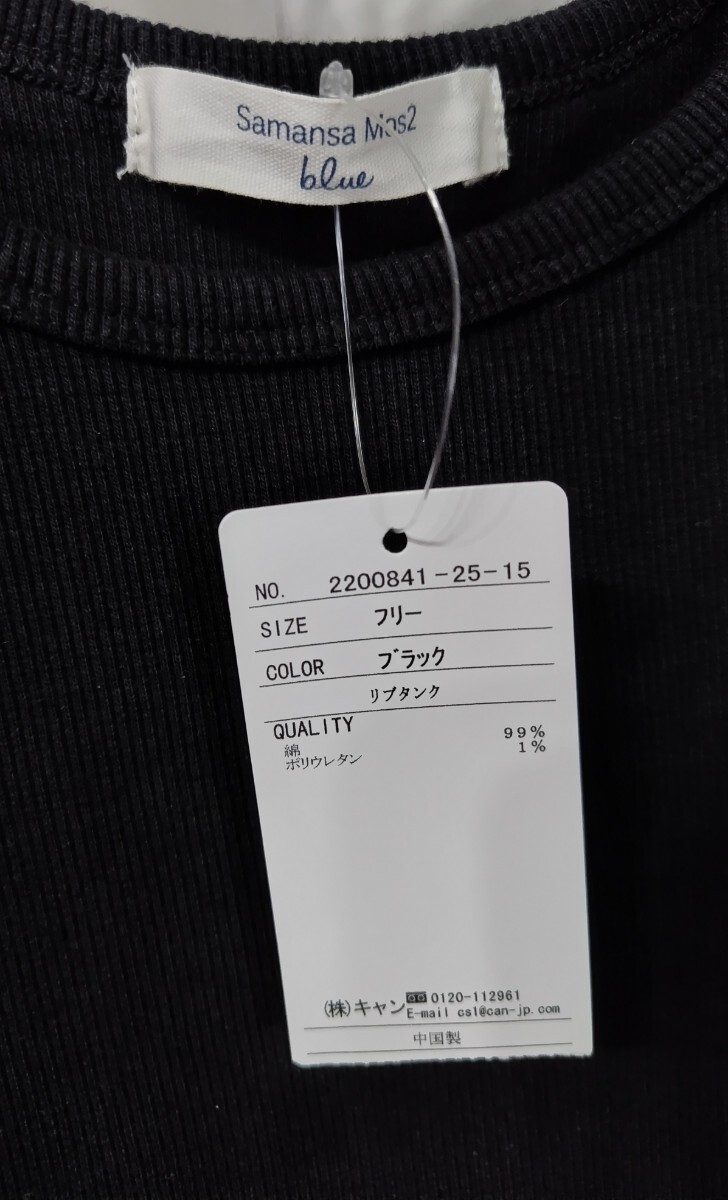 Samansa Mos2
blue
NO. 2200841-25-15
SIZE フリー
COLOR ブラック
リブタンク
QUALITY
綿 99%
ポリウレタン 1%
(株)キャン 0120-112961
E-mail csl@can-jp.com
中国製